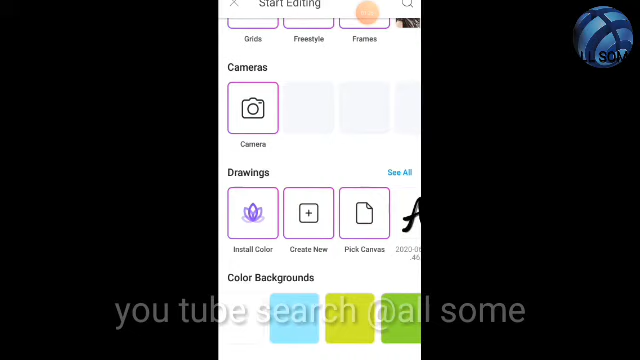 Start Editing
Grids Freestyle Frames
Cameras
Camera
Drawings See All
Install Color Create New Pick Canvas
Color Backgrounds
you tube search @all some